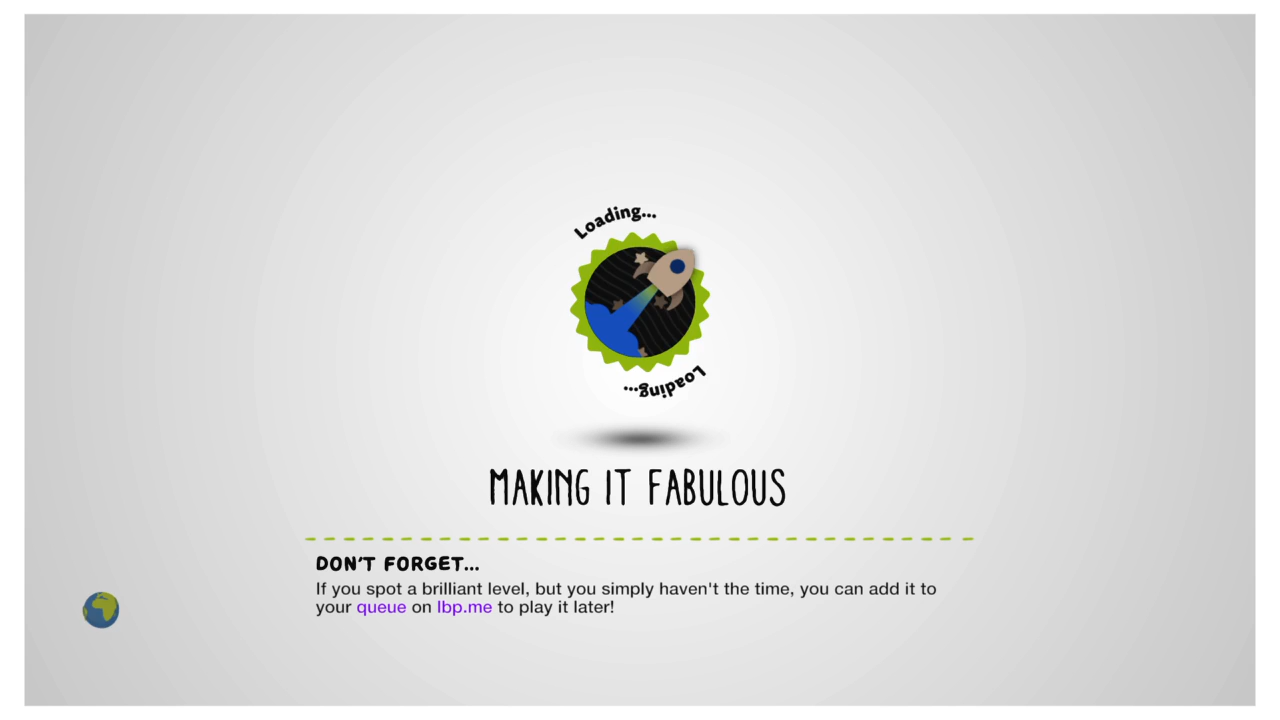 Loading...
Loading...
MAKING IT FABULOUS
DON'T FORGET...
If you spot a brilliant level, but you simply haven't the time, you can add it to
your queue on lbp.me to play it later!